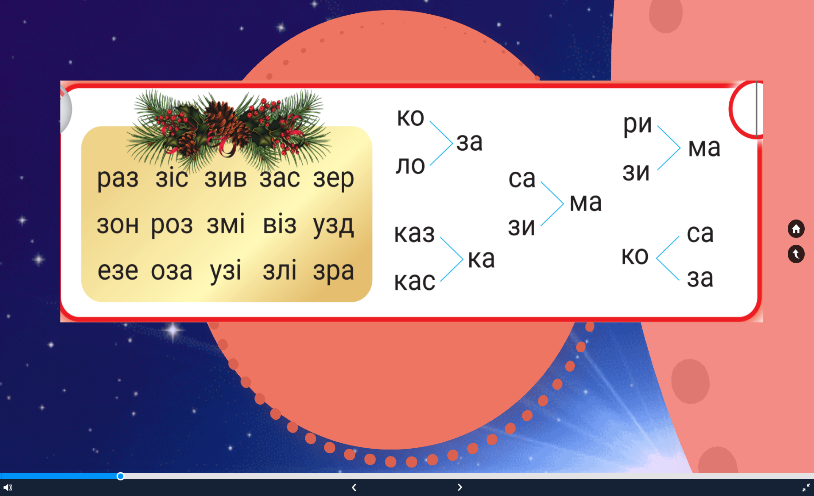 раз зіс зив зас зер
зон роз змі віз узд
езе оза узі злі зра
ко
ло
за
каз
кас
ка
са
зи
ма
ри
зи
ма
ко
са
за